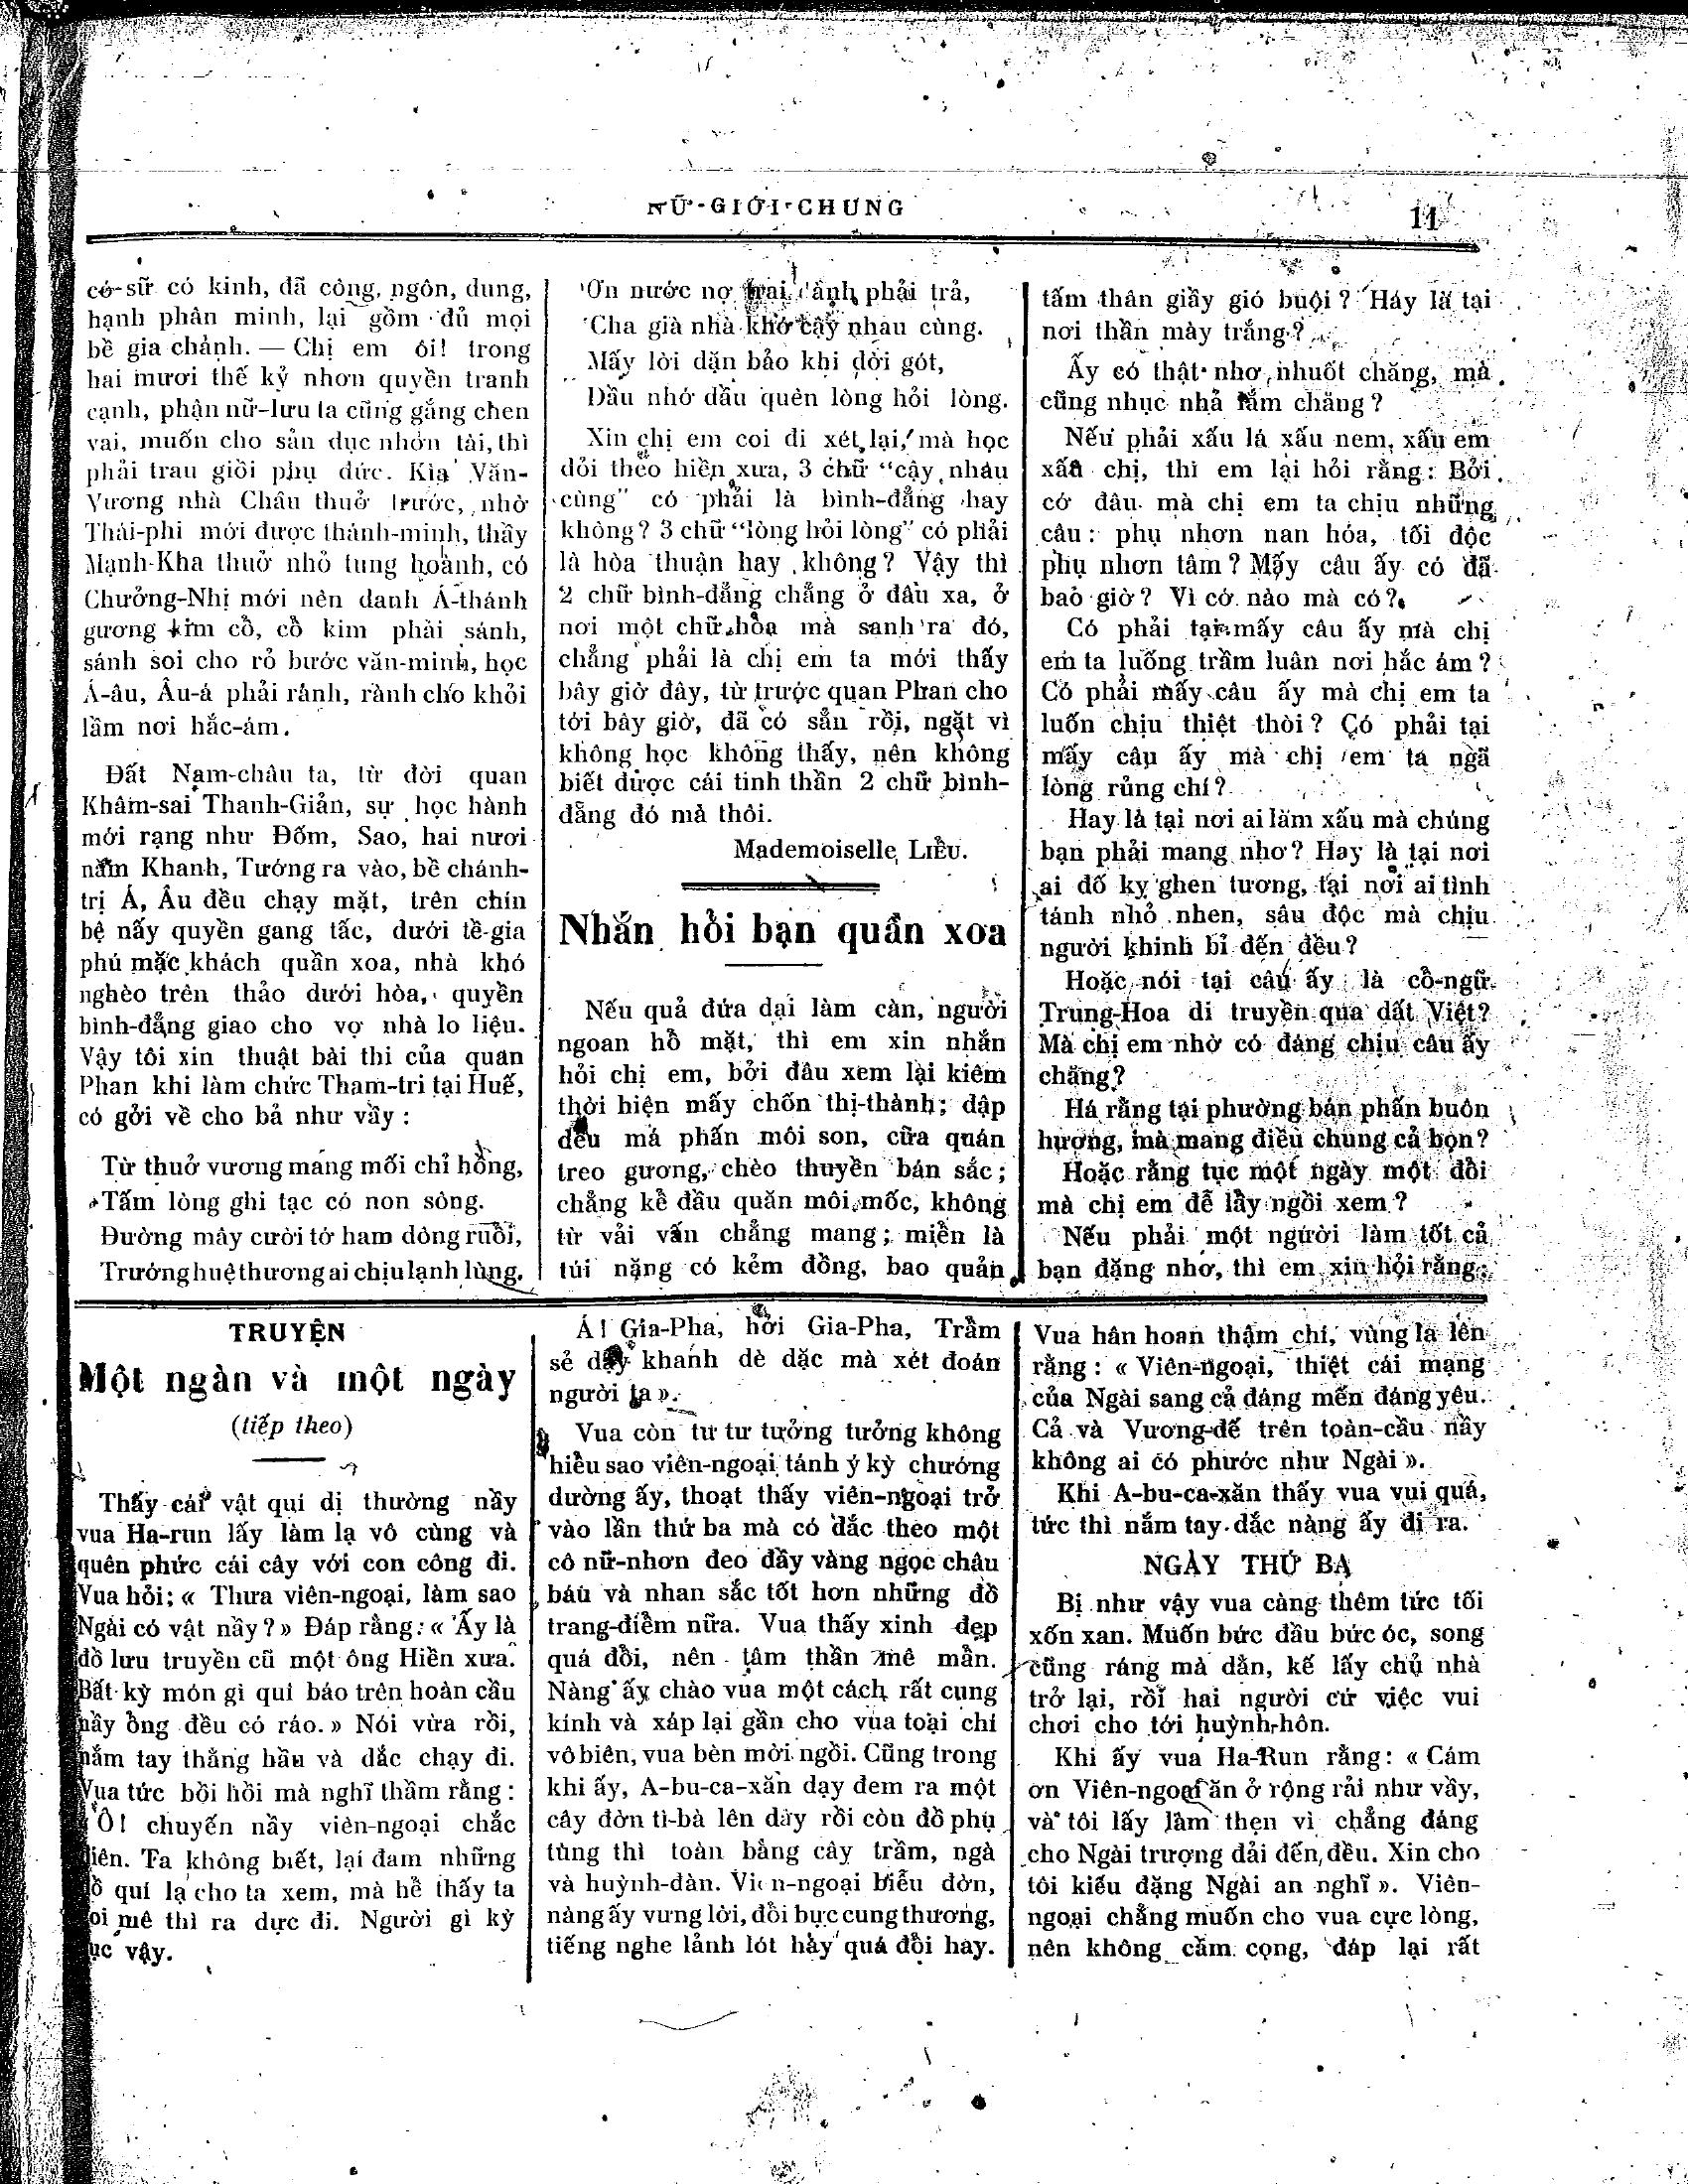 NỮ-GIỚI-CHUNG
11
có sữ có kinh, đã công, ngôn, dung,
hạnh phân minh, lại gồm đủ mọi
bề gia chánh. — Chị em ôi! trong
hai mươi thế kỷ nhơn quyền tranh
cạnh, phận nữ-lưu ta cũng gắng chen
vai, muốn cho sản dục nhơn tài, thì
phải trau giồi phụ đức. Kìa Văn-
Vương nhà Châu thuở trước, nhờ
Thái-phi mới được thánh-minh, thầy
Mạnh-Kha thuở nhỏ tung hoành, có
Chưởng-Nhị mới nên danh Á-thánh
gương kim cổ, cổ kim phải sánh,
sánh soi cho rỏ bước văn-minh, học
Á-âu, Âu-á phải rảnh, rành cho khỏi
lầm nơi hắc-ám.
Đất Nam-châu ta, từ đời quan
Khâm-sai Thanh-Giản, sự học hành
mới rạng như Đốm, Sao, hai nươi
năm Khanh, Tướng ra vào, bề chánh-
trị Á, Âu đều chạy mặt, trên chín
bệ nấy quyền gang tấc, dưới tề-gia
phú mặc khách quần xoa, nhà khó
nghèo trên thảo dưới hòa, quyền
bình-đẳng giao cho vợ nhà lo liệu.
Vậy tôi xin thuật bài thi của quan
Phan khi làm chức Tham-tri tại Huế,
có gởi về cho bả như vầy :
Từ thuở vương mang mối chỉ hồng,
Tấm lòng ghi tạc có non sông.
Đường mây cười tớ ham dông ruỗi,
Trướng huệ thương ai chịu lạnh lùng.
Ơn nước nợ trai đành phải trả,
Cha già nhà khó cậy nhau cùng.
Mấy lời dặn bảo khi dời gót,
Dầu nhớ dầu quên lòng hỏi lòng.
Xin chị em coi đi xét lại, mà học
đỏi theo hiền xưa, 3 chữ "cậy nhau
cùng" có phải là bình-đẳng hay
không? 3 chữ "lòng hỏi lòng" có phải
là hòa thuận hay không? Vậy thì
2 chữ bình-đẳng chẳng ở đâu xa, ở
nơi một chữ hòa mà sanh ra đó,
chẳng phải là chị em ta mới thấy
bây giờ đây, từ trước quan Phan cho
tới bây giờ, đã có sẳn rồi, ngặt vì
không học không thấy, nên không
biết được cái tinh thần 2 chữ bình-
đẳng đó mà thôi.
Mademoiselle LIỄU.
Nhắn hỏi bạn quần xoa
Nếu quả đứa dại làm càn, người
ngoan hổ mặt, thì em xin nhắn
hỏi chị em, bởi đâu xem lại kiêm
thời hiện mấy chốn thị-thành; dập
dều má phấn môi son, cữa quán
treo gương, chèo thuyền bán sắc;
chẳng kể đầu quăn môi mốc, không
từ vải vấn chẳng mang; miễn là
túi nặng có kẻm đồng, bao quản
tấm thân giầy gió buội? Háy là tại
nơi thần mày trắng?
Ấy có thật nhơ nhuốt chăng, mà
cũng nhục nhả lắm chăng?
Nếu phải xấu lá xấu nem, xấu em
xấu chị, thì em lại hỏi rằng: Bởi
cớ đâu mà chị em ta chịu những
câu: phụ nhơn nan hóa, tối độc
phụ nhơn tâm? Mấy câu ấy có đã
bao giờ? Vì cớ nào mà có?
Có phải tại mấy câu ấy mà chị
em ta luống trầm luân nơi hắc ám?
Có phải mấy câu ấy mà chị em ta
luốn chịu thiệt thòi? Có phải tại
mấy câu ấy mà chị em ta ngã
lòng rủng chí?
Hay là tại nơi ai làm xấu mà chúng
bạn phải mang nhơ? Hay là tại nơi
ai đố kỵ ghen tương, tại nơi ai tình
tánh nhỏ nhen, sâu độc mà chịu
người khinh bỉ đến đều?
Hoặc nói tại câu ấy là cổ-ngữ
Trung-Hoa di truyền qua đất Việt?
Mà chị em nhờ có đáng chịu câu ấy
chăng?
Há rằng tại phường bán phấn buôn
hương, mà mang điều chung cả bọn?
Hoặc rằng tục một ngày một đổi
mà chị em để lầy ngồi xem?
Nếu phải một người làm tốt cả
bạn đặng nhờ, thì em xin hỏi rằng:
TRUYỆN
Một ngàn và một ngày
(tiếp theo)
Thấy cái vật quí dị thường nầy
vua Ha-run lấy làm lạ vô cùng và
quên phức cái cây với con công đi.
Vua hỏi: « Thưa viên-ngoại, làm sao
Ngài có vật nầy?» Đáp rằng: « Ấy là
đồ lưu truyền cũ một ông Hiền xưa.
Bất kỳ món gì quí báo trên hoàn cầu
nầy ổng đều có ráo.» Nói vừa rồi,
nắm tay thằng hầu và dắc chạy đi.
Vua tức bồi hồi mà nghĩ thầm rằng :
Ôi chuyến nầy viên-ngoại chắc
điên. Ta không biết, lại đam những
đồ quí lạ cho ta xem, mà hể thấy ta
coi mê thì ra dực đi. Người gì kỳ
cục vậy.
Á! Gia-Pha, hởi Gia-Pha, Trẩm
sẻ dạy khanh dè dặc mà xét đoán
người ta ».
Vua còn tư tư tưởng tưởng không
hiểu sao viên-ngoại tánh ý kỳ chướng
dường ấy, thoạt thấy viên-ngoại trở
vào lần thứ ba mà có dắc theo một
cô nữ-nhơn đeo đầy vàng ngọc châu
báu và nhan sắc tốt hơn những đồ
trang-điểm nữa. Vua thấy xinh đẹp
quá đổi, nên tâm thần mê mẩn.
Nàng ấy chào vua một cách rất cung
kính và xáp lại gần cho vua toại chí
vô biên, vua bèn mời ngồi. Cũng trong
khi ấy, A-bu-ca-xăn dạy đem ra một
cây đờn tì-bà lên dây rồi còn đồ phụ
tùng thì toàn bằng cây trầm, ngà
và huỳnh-đàn. Viên-ngoại biểu đờn,
nàng ấy vưng lời, đổi bực cung thương,
tiếng nghe lảnh lót hảy quá đổi hay.
Vua hân hoan thậm chí, vùng la lên
rằng : « Viên-ngoại, thiệt cái mạng
của Ngài sang cả đáng mến đáng yêu.
Cả và Vương-đế trên toàn-cầu nầy
không ai có phước như Ngài ».
Khi A-bu-ca-xăn thấy vua vui quá,
tức thì nắm tay dắc nàng ấy đi ra.
NGÀY THỨ BA
Bị như vậy vua càng thêm tức tối
xốn xan. Muốn bức đầu bức óc, song
cũng ráng mà dằn, kế lấy chủ nhà
trở lại, rồi hai người cứ việc vui
chơi cho tới huỳnh-hôn.
Khi ấy vua Ha-Run rằng: « Cám
ơn Viên-ngoại ăn ở rộng rải như vầy,
và tôi lấy làm thẹn vì chẳng đáng
cho Ngài trượng đải đến đều. Xin cho
tôi kiếu đặng Ngài an nghĩ ». Viên-
ngoại chẳng muốn cho vua cực lòng,
nên không cầm cọng, đáp lại rất